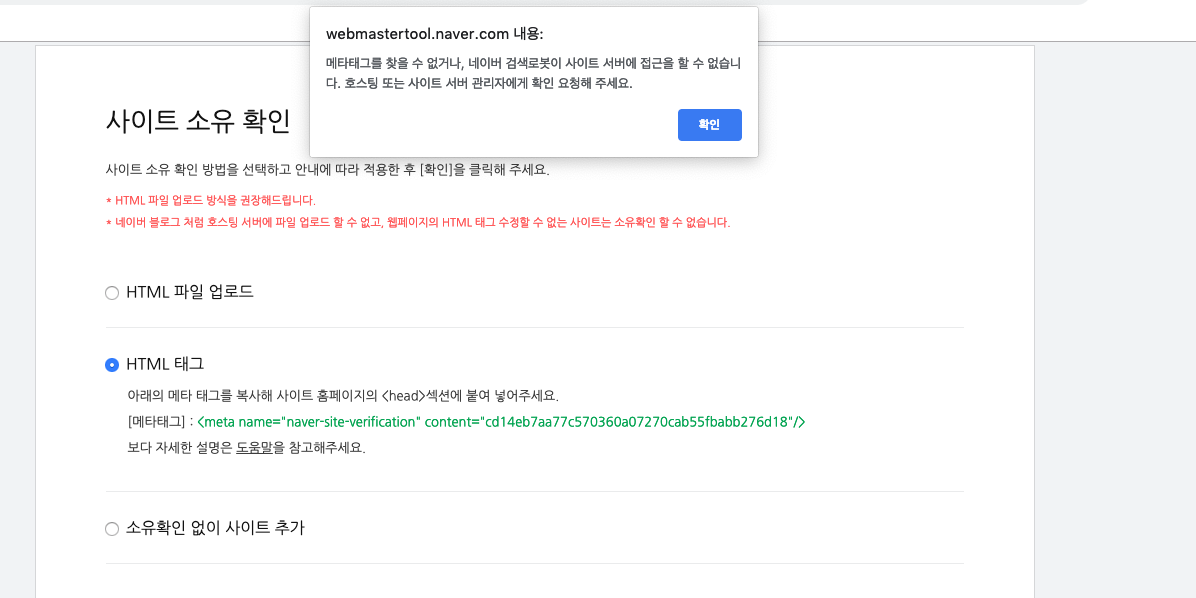 webmastertool.naver.com 내용:
메타태그를 찾을 수 없거나, 네이버 검색로봇이 사이트 서버에 접근을 할 수 없습니
다. 호스팅 또는 사이트 서버 관리자에게 확인 요청해 주세요.
확인
사이트 소유 확인
사이트 소유 확인 방법을 선택하고 안내에 따라 적용한 후 [확인]을 클릭해 주세요.
* HTML 파일 업로드 방식을 권장해드립니다.
* 네이버 블로그 처럼 호스팅 서버에 파일 업로드 할 수 없고, 웹페이지의 HTML 태그 수정할 수 없는 사이트는 소유확인 할 수 없습니다.
HTML 파일 업로드
HTML 태그
아래의 메타 태그를 복사해 사이트 홈페이지의 <head>섹션에 붙여 넣어주세요.
[메타태그] : <meta name="naver-site-verification" content="cd14eb7aa77c570360a07270cab55fbabb276d18"/>
보다 자세한 설명은 도움말을 참고해주세요.
소유확인 없이 사이트 추가